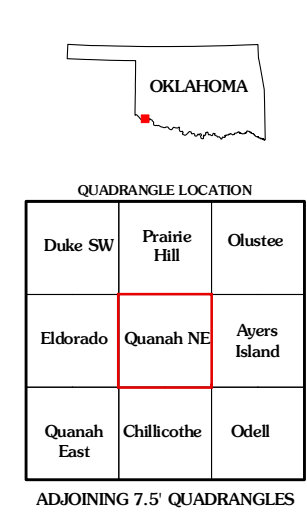 OKLAHOMA
QUADRANGLE LOCATION
Duke SW
Prairie
Hill
Olustee
Eldorado
Quanah NE
Ayers
Island
Quanah
East
Chillicothe
Odell
ADJOINING 7.5' QUADRANGLES